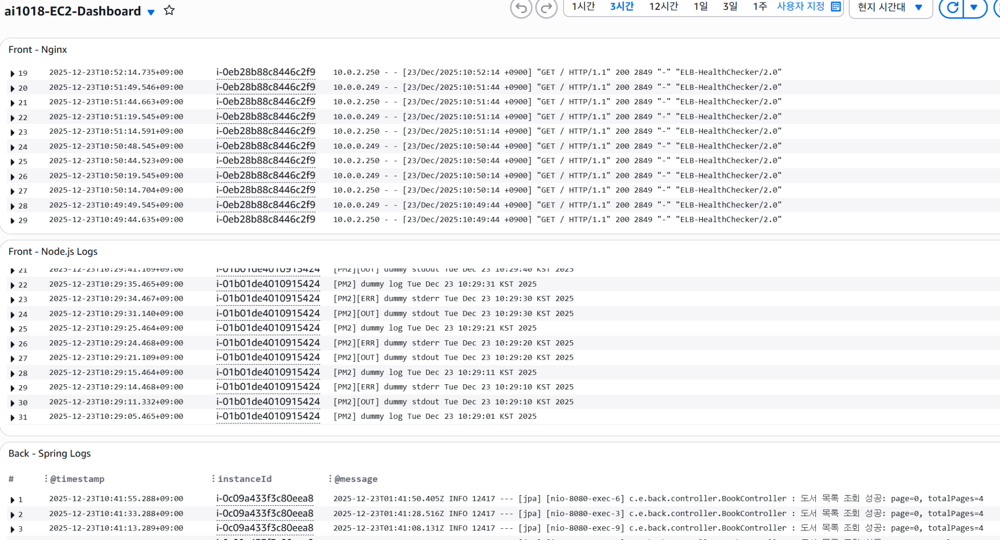 ai1018-EC2-Dashboard
1시간 3시간 12시간 1일 3일 1주 사용자 지정 현지 시간대
Front - Nginx
19 2025-12-23T10:52:14.735+09:00 i-0eb28b88c8446c2f9 10.0.2.250 - - [23/Dec/2025:10:52:14 +0900] "GET / HTTP/1.1" 200 2849 "-" "ELB-HealthChecker/2.0"
20 2025-12-23T10:51:49.546+09:00 i-0eb28b88c8446c2f9 10.0.0.249 - - [23/Dec/2025:10:51:44 +0900] "GET / HTTP/1.1" 200 2849 "-" "ELB-HealthChecker/2.0"
21 2025-12-23T10:51:44.663+09:00 i-0eb28b88c8446c2f9 10.0.2.250 - - [23/Dec/2025:10:51:44 +0900] "GET / HTTP/1.1" 200 2849 "-" "ELB-HealthChecker/2.0"
22 2025-12-23T10:51:19.545+09:00 i-0eb28b88c8446c2f9 10.0.0.249 - - [23/Dec/2025:10:51:14 +0900] "GET / HTTP/1.1" 200 2849 "-" "ELB-HealthChecker/2.0"
23 2025-12-23T10:51:14.591+09:00 i-0eb28b88c8446c2f9 10.0.2.250 - - [23/Dec/2025:10:51:14 +0900] "GET / HTTP/1.1" 200 2849 "-" "ELB-HealthChecker/2.0"
24 2025-12-23T10:50:48.545+09:00 i-0eb28b88c8446c2f9 10.0.0.249 - - [23/Dec/2025:10:50:44 +0900] "GET / HTTP/1.1" 200 2849 "-" "ELB-HealthChecker/2.0"
25 2025-12-23T10:50:44.523+09:00 i-0eb28b88c8446c2f9 10.0.2.250 - - [23/Dec/2025:10:50:44 +0900] "GET / HTTP/1.1" 200 2849 "-" "ELB-HealthChecker/2.0"
26 2025-12-23T10:50:19.545+09:00 i-0eb28b88c8446c2f9 10.0.0.249 - - [23/Dec/2025:10:50:14 +0900] "GET / HTTP/1.1" 200 2849 "-" "ELB-HealthChecker/2.0"
27 2025-12-23T10:50:14.704+09:00 i-0eb28b88c8446c2f9 10.0.2.250 - - [23/Dec/2025:10:50:14 +0900] "GET / HTTP/1.1" 200 2849 "-" "ELB-HealthChecker/2.0"
28 2025-12-23T10:49:49.545+09:00 i-0eb28b88c8446c2f9 10.0.0.249 - - [23/Dec/2025:10:49:44 +0900] "GET / HTTP/1.1" 200 2849 "-" "ELB-HealthChecker/2.0"
29 2025-12-23T10:49:44.635+09:00 i-0eb28b88c8446c2f9 10.0.2.250 - - [23/Dec/2025:10:49:44 +0900] "GET / HTTP/1.1" 200 2849 "-" "ELB-HealthChecker/2.0"
Front - Node.js Logs
21 2025-12-23T10:29:41.169+09:00 i-01b01de4010915424 [PM2][OUT] dummy stdout Tue Dec 23 10:29:40 KST 2025
22 2025-12-23T10:29:35.465+09:00 i-01b01de4010915424 [PM2] dummy log Tue Dec 23 10:29:31 KST 2025
23 2025-12-23T10:29:34.467+09:00 i-01b01de4010915424 [PM2][ERR] dummy stderr Tue Dec 23 10:29:30 KST 2025
24 2025-12-23T10:29:31.140+09:00 i-01b01de4010915424 [PM2][OUT] dummy stdout Tue Dec 23 10:29:30 KST 2025
25 2025-12-23T10:29:25.464+09:00 i-01b01de4010915424 [PM2] dummy log Tue Dec 23 10:29:21 KST 2025
26 2025-12-23T10:29:24.468+09:00 i-01b01de4010915424 [PM2][ERR] dummy stderr Tue Dec 23 10:29:20 KST 2025
27 2025-12-23T10:29:21.109+09:00 i-01b01de4010915424 [PM2][OUT] dummy stdout Tue Dec 23 10:29:20 KST 2025
28 2025-12-23T10:29:15.464+09:00 i-01b01de4010915424 [PM2] dummy log Tue Dec 23 10:29:11 KST 2025
29 2025-12-23T10:29:14.468+09:00 i-01b01de4010915424 [PM2][ERR] dummy stderr Tue Dec 23 10:29:10 KST 2025
30 2025-12-23T10:29:11.332+09:00 i-01b01de4010915424 [PM2][OUT] dummy stdout Tue Dec 23 10:29:10 KST 2025
31 2025-12-23T10:29:05.465+09:00 i-01b01de4010915424 [PM2] dummy log Tue Dec 23 10:29:01 KST 2025
Back - Spring Logs
# @timestamp instanceId @message
1 2025-12-23T10:41:55.288+09:00 i-0c09a433f3c80eea8 2025-12-23T01:41:50.405Z INFO 12417 --- [jpa] [nio-8080-exec-6] c.e.back.controller.BookController : 도서 목록 조회 성공: page=0, totalPages=4
2 2025-12-23T10:41:33.288+09:00 i-0c09a433f3c80eea8 2025-12-23T01:41:28.516Z INFO 12417 --- [jpa] [nio-8080-exec-3] c.e.back.controller.BookController : 도서 목록 조회 성공: page=0, totalPages=4
3 2025-12-23T10:41:13.289+09:00 i-0c09a433f3c80eea8 2025-12-23T01:41:08.131Z INFO 12417 --- [jpa] [nio-8080-exec-9] c.e.back.controller.BookController : 도서 목록 조회 성공: page=0, totalPages=4